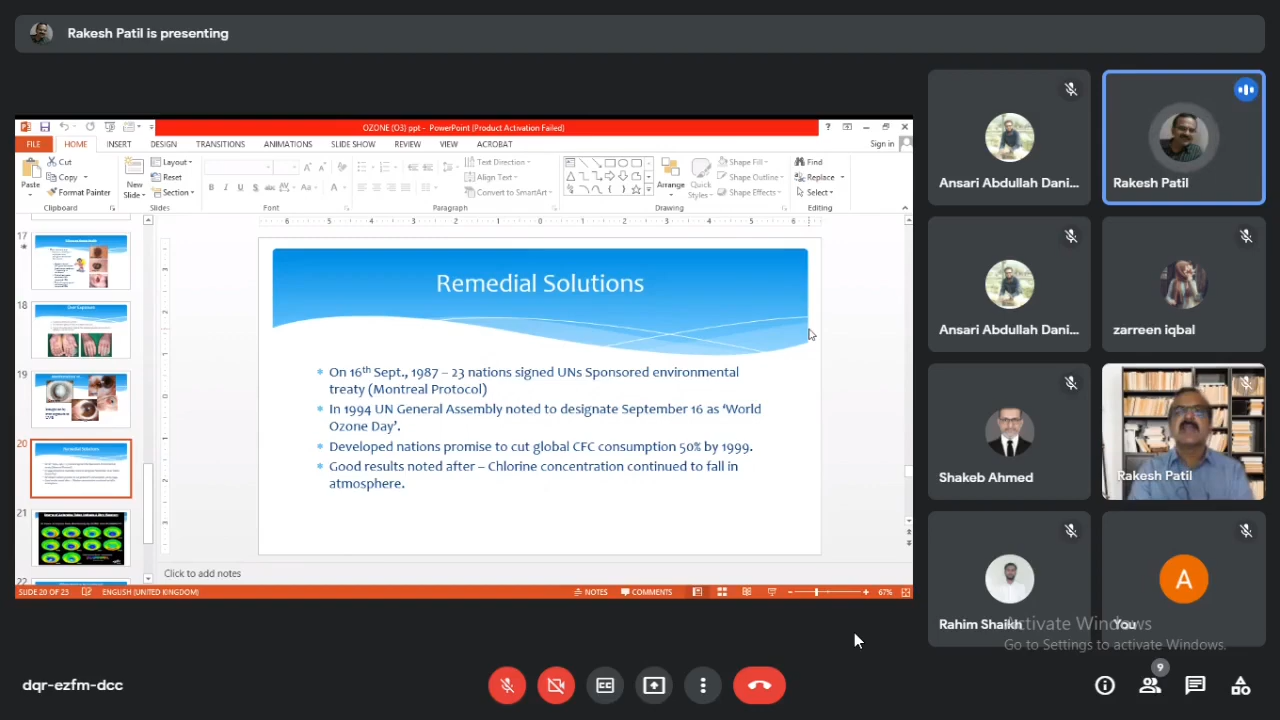 Rakesh Patil is presenting
OZONE (O3) ppt - PowerPoint (Product Activation Failed)
FILE HOME INSERT DESIGN TRANSITIONS ANIMATIONS SLIDE SHOW REVIEW VIEW ACROBAT Sign in
Paste
Cut
Copy
Format Painter
Clipboard
New
Slide
Layout
Reset
Section
Slides
Font
Text Direction
Align Text
Convert to SmartArt
Paragraph
Arrange
Quick
Styles
Shape Fill
Shape Outline
Shape Effects
Drawing
Find
Replace
Select
Editing
17
18
19
20
21
22
Remedial Solutions
On 16th Sept., 1987 – 23 nations signed UNs Sponsored environmental
treaty (Montreal Protocol)
In 1994 UN General Assembly noted to designate September 16 as ‘World
Ozone Day’.
Developed nations promise to cut global CFC consumption 50% by 1999.
Good results noted after –Chlorine concentration continued to fall in
atmosphere.
Click to add notes
SLIDE 20 OF 23 ENGLISH (UNITED KINGDOM) NOTES COMMENTS 67%
Ansari Abdullah Dani...
Rakesh Patil
Ansari Abdullah Dani...
zarreen iqbal
Shakeb Ahmed
Rakesh Patil
Rahim Shaikh
A
You
Activate Windows
Go to Settings to activate Windows.
dqr-ezfm-dcc
CC
9